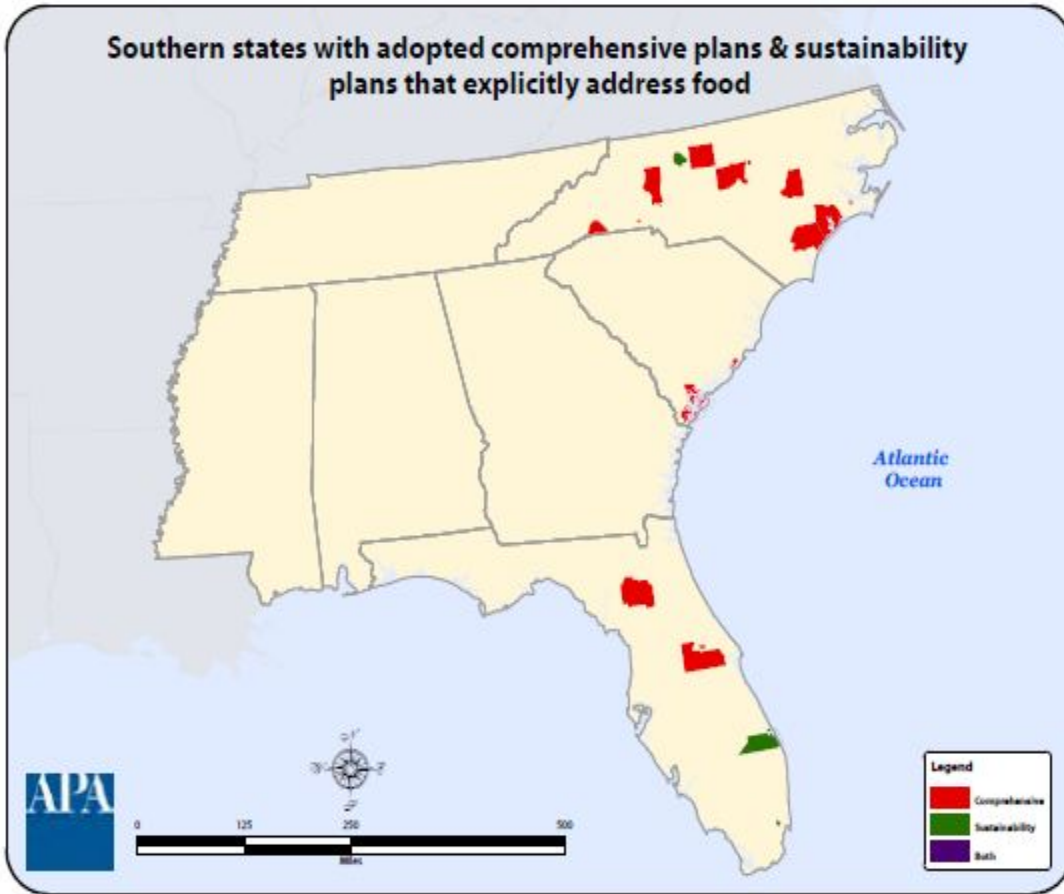 Southern states with adopted comprehensive plans & sustainability
plans that explicitly address food
Atlantic
Ocean
Legend
Comprehensive
Sustainability
Both
APA
0 125 250 500
Miles